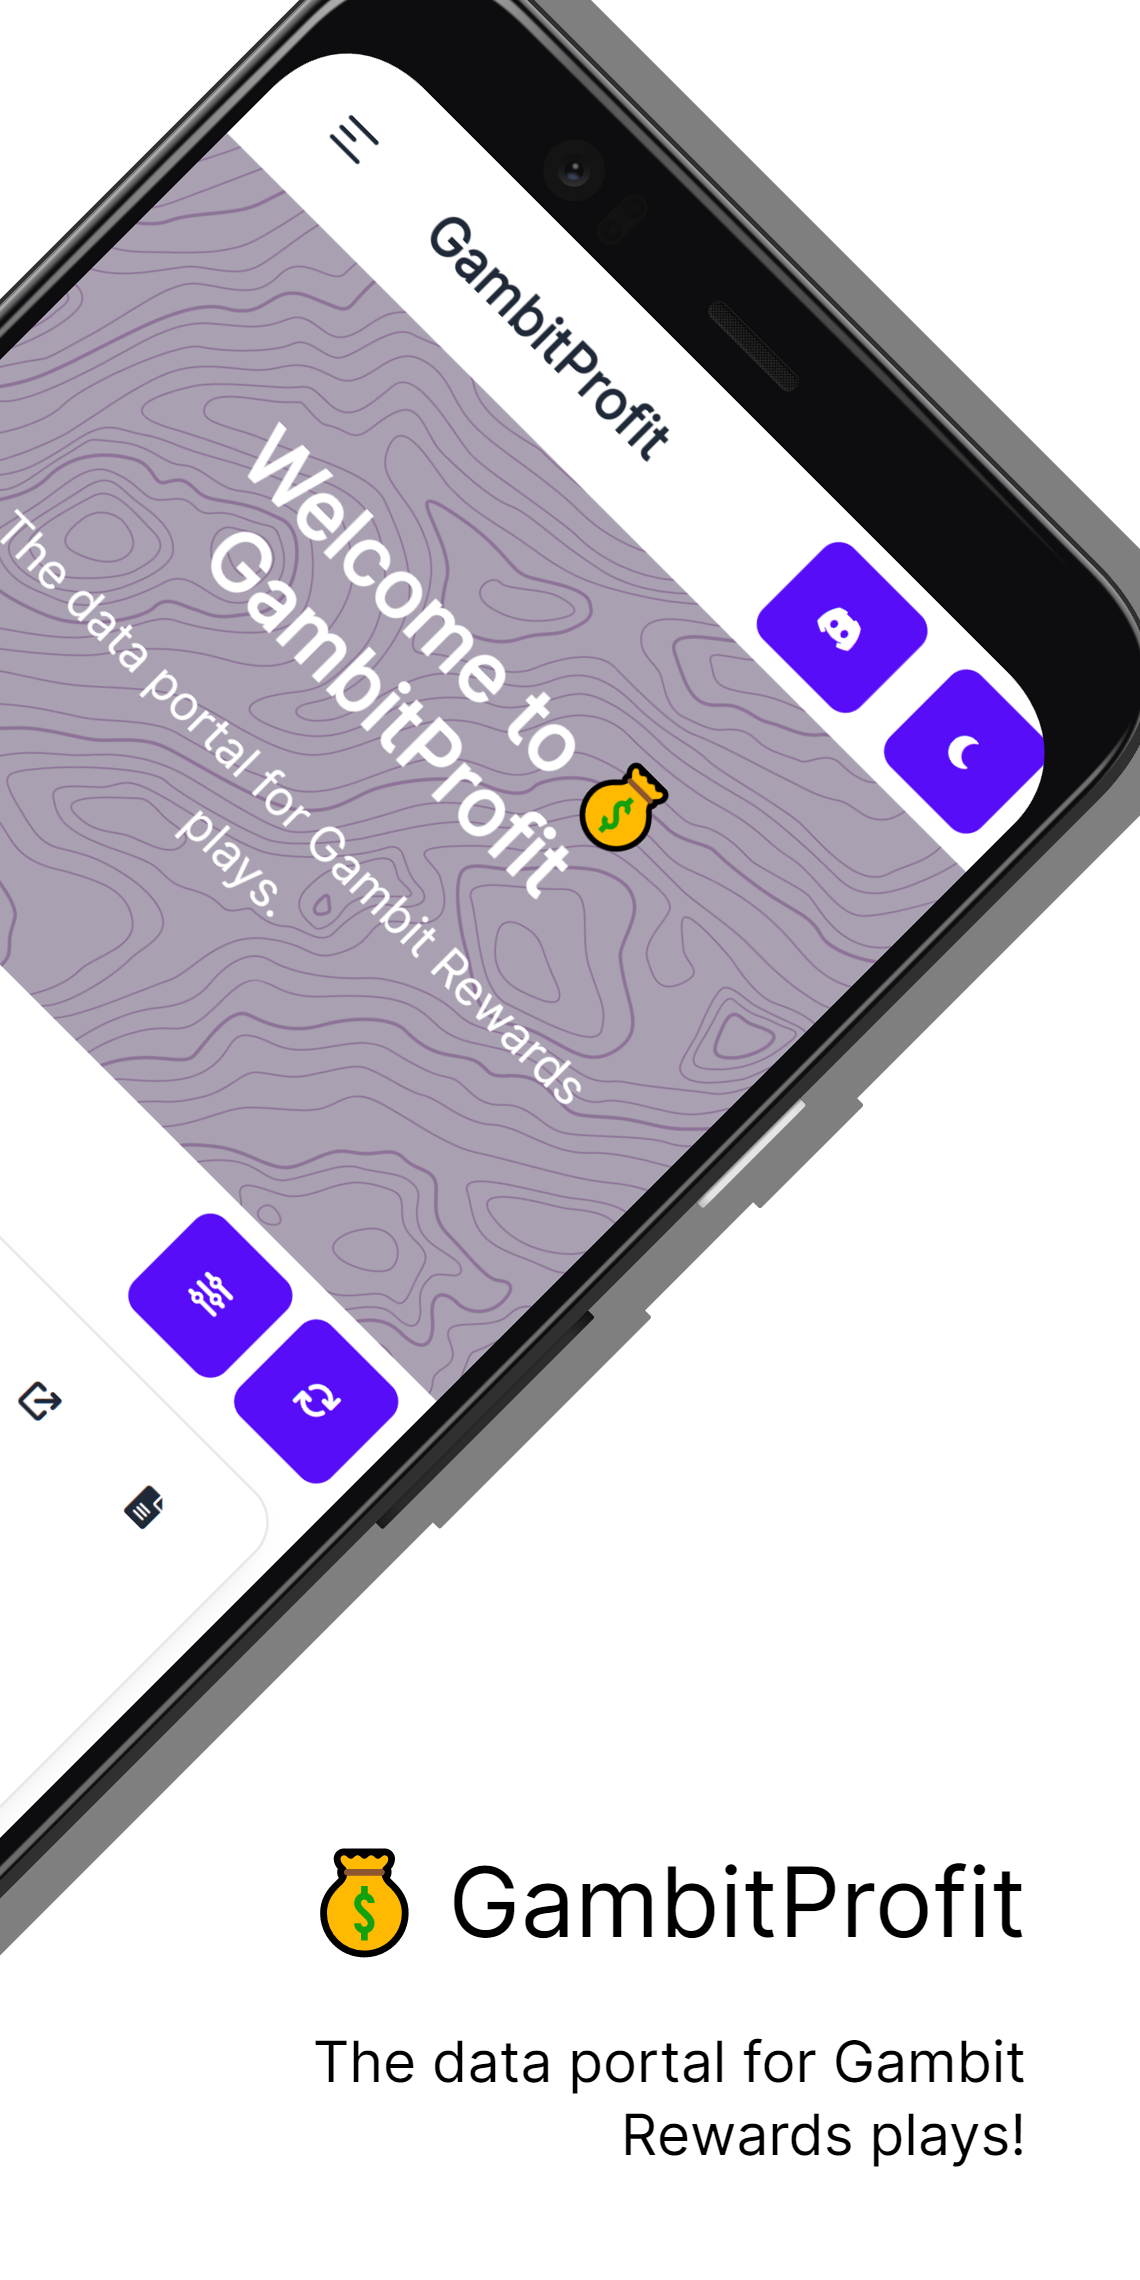 GambitProfit
Welcome to
GambitProfit
The data portal for Gambit Rewards
plays.
GambitProfit
The data portal for Gambit
Rewards plays!